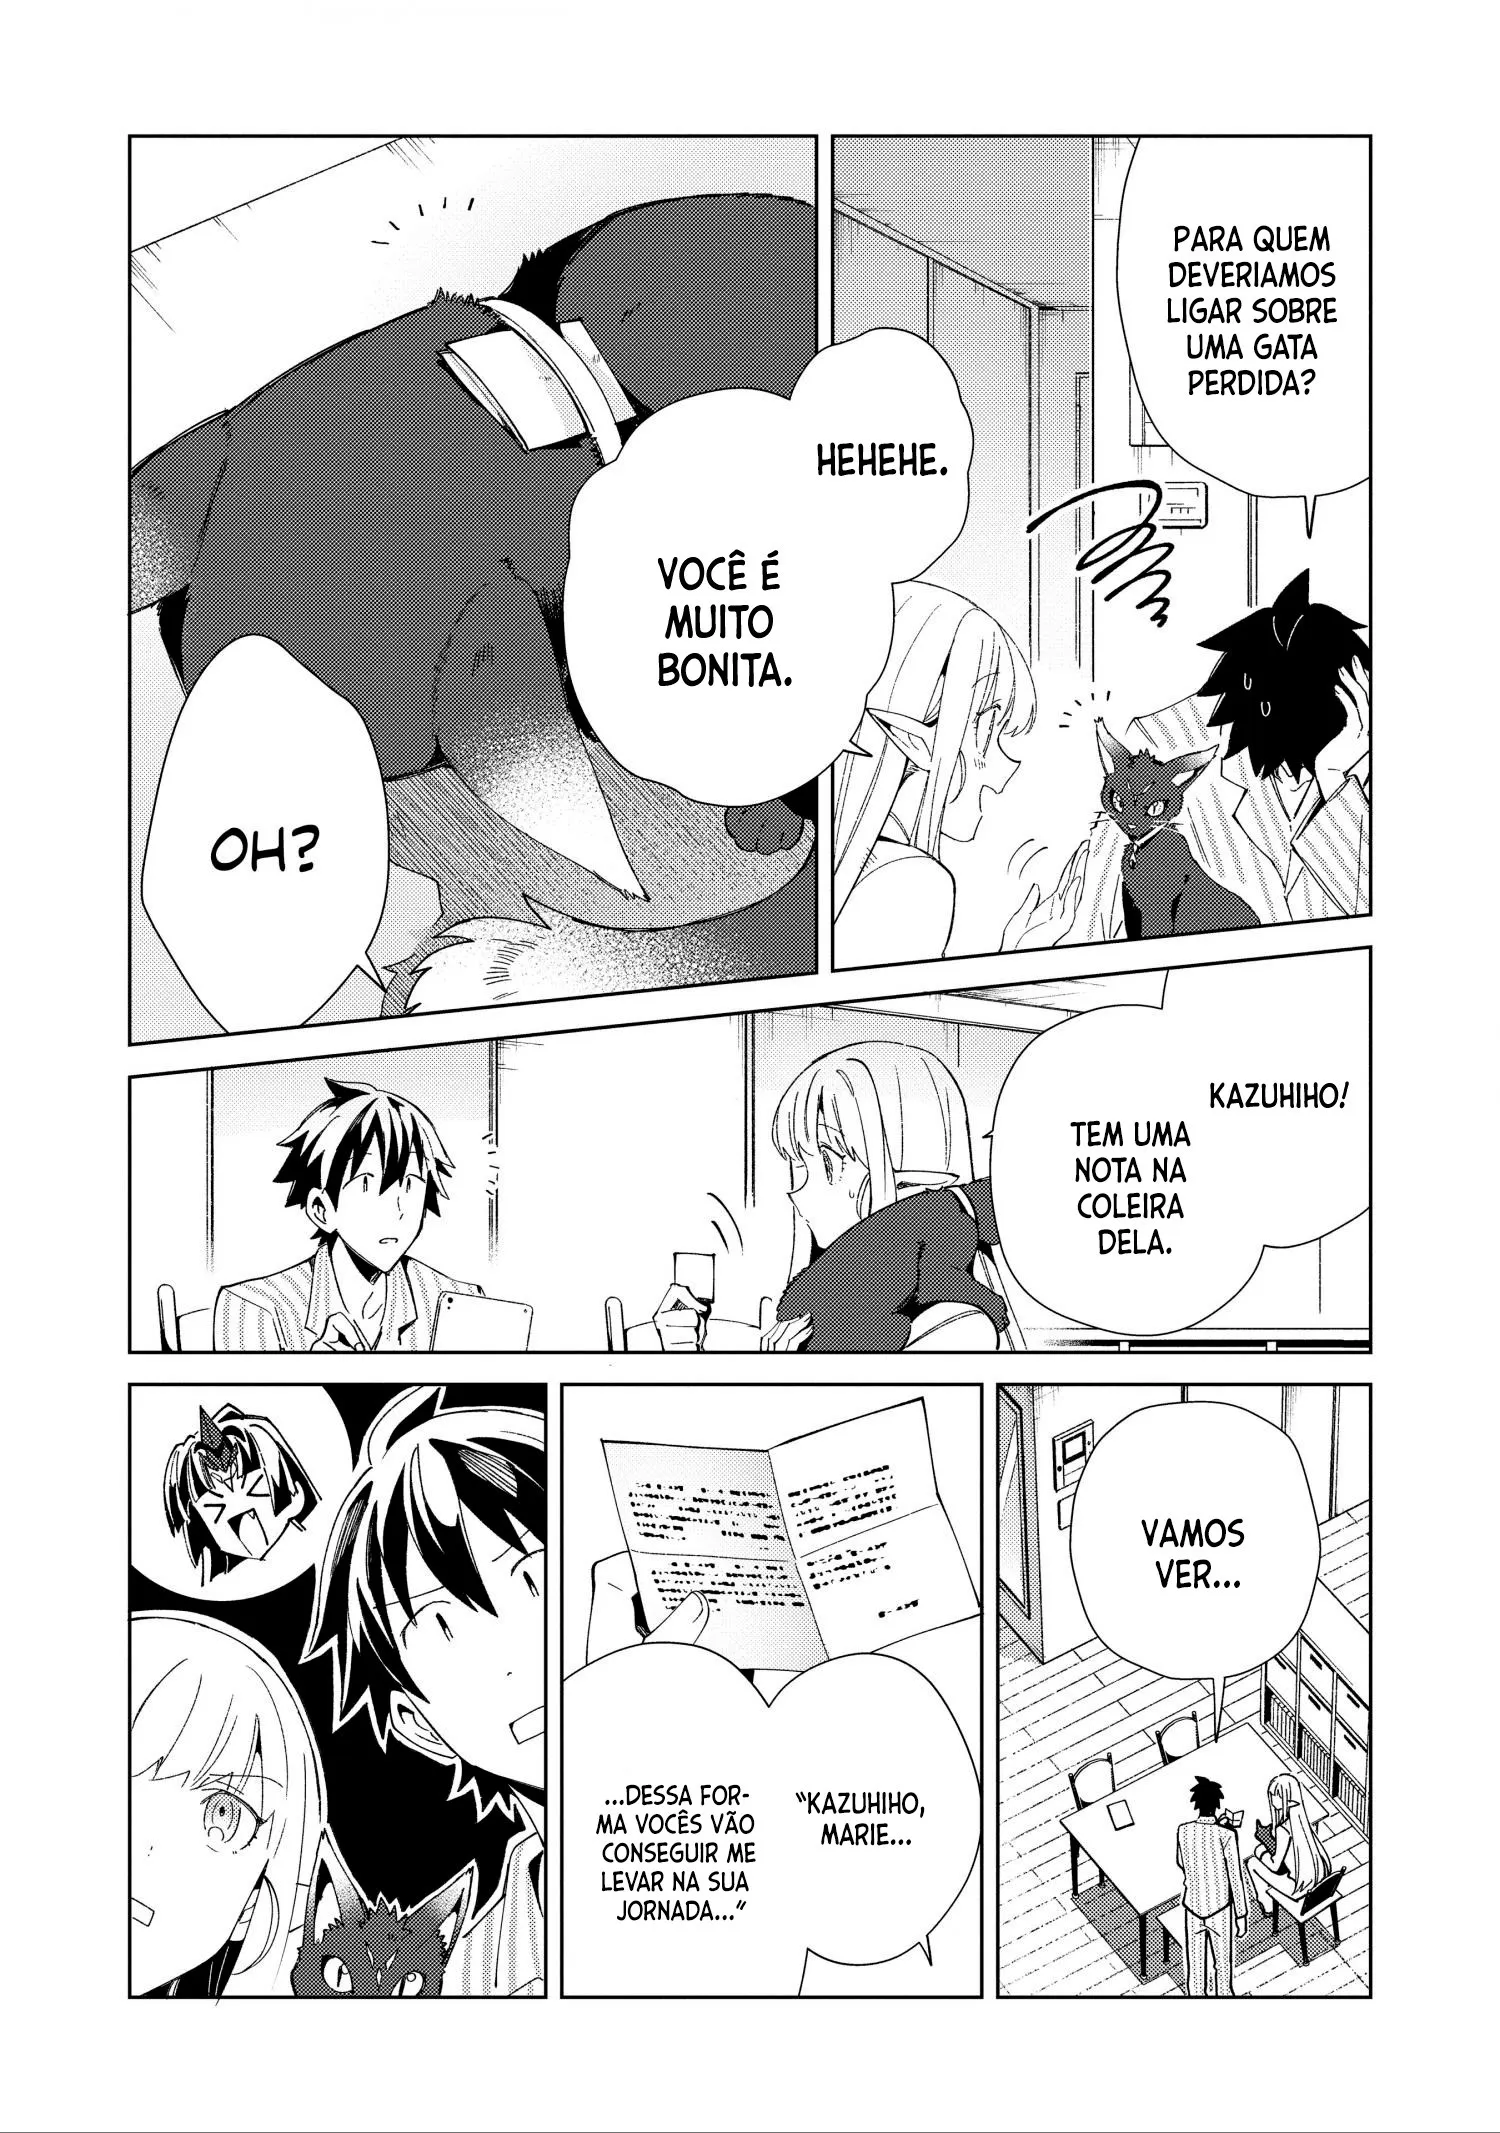 PARA QUEM
DEVERIAMOS
LIGAR SOBRE
UMA GATA
PERDIDA?
HEHEHE.
VOCÊ É
MUITO
BONITA.
OH?
KAZUHIHO!
TEM UMA
NOTA NA
COLEIRA
DELA.
VAMOS
VER...
"KAZUHIHO,
MARIE...
...DESSA FOR-
MA VOCÊS VÃO
CONSEGUIR ME
LEVAR NA SUA
JORNADA..."